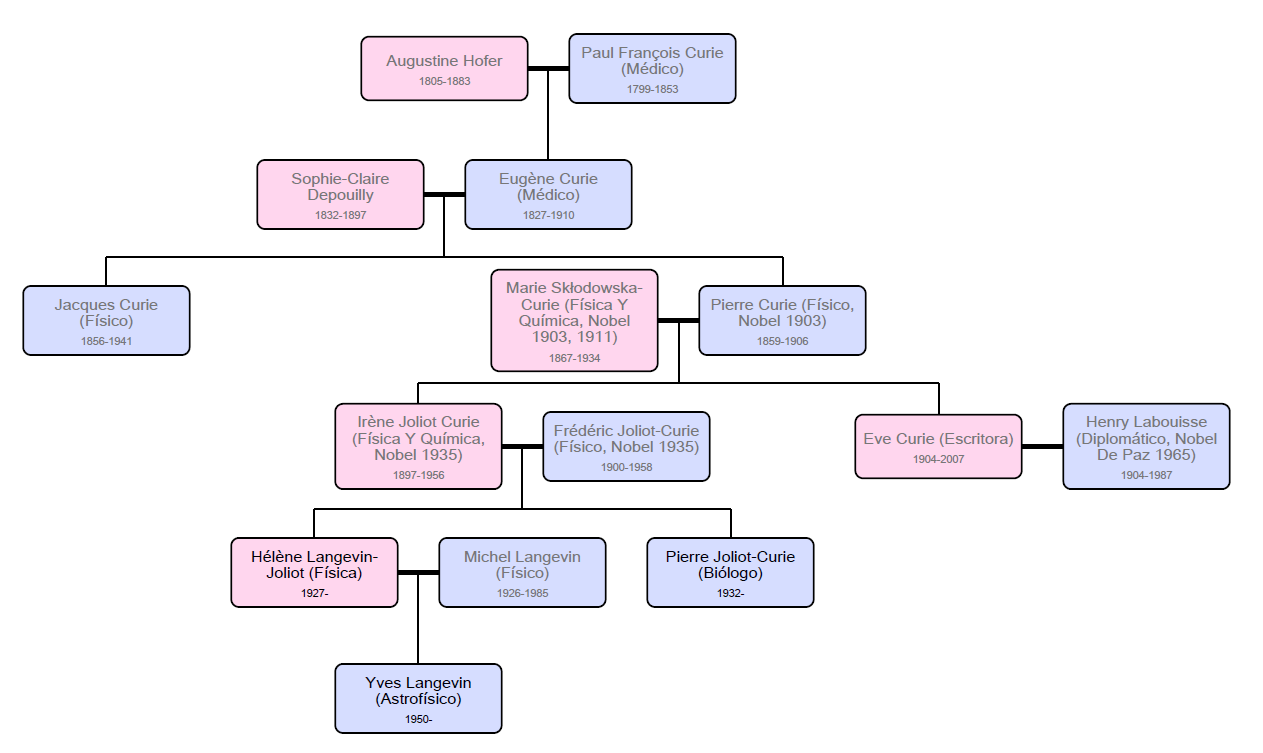 Augustine Hofer
1805-1883
Paul François Curie
(Médico)
1799-1853
Sophie-Claire
Depouilly
1832-1897
Eugène Curie
(Médico)
1827-1910
Jacques Curie
(Físico)
1856-1941
Marie Skłodowska-
Curie (Física Y
Química, Nobel
1903, 1911)
1867-1934
Pierre Curie (Físico,
Nobel 1903)
1859-1906
Irène Joliot Curie
(Física Y Química,
Nobel 1935)
1897-1956
Frédéric Joliot-Curie
(Físico, Nobel 1935)
1900-1958
Eve Curie (Escritora)
1904-2007
Henry Labouisse
(Diplomático, Nobel
De Paz 1965)
1904-1987
Hélène Langevin-
Joliot (Física)
1927-
Michel Langevin
(Físico)
1926-1985
Pierre Joliot-Curie
(Biólogo)
1932-
Yves Langevin
(Astrofísico)
1950-